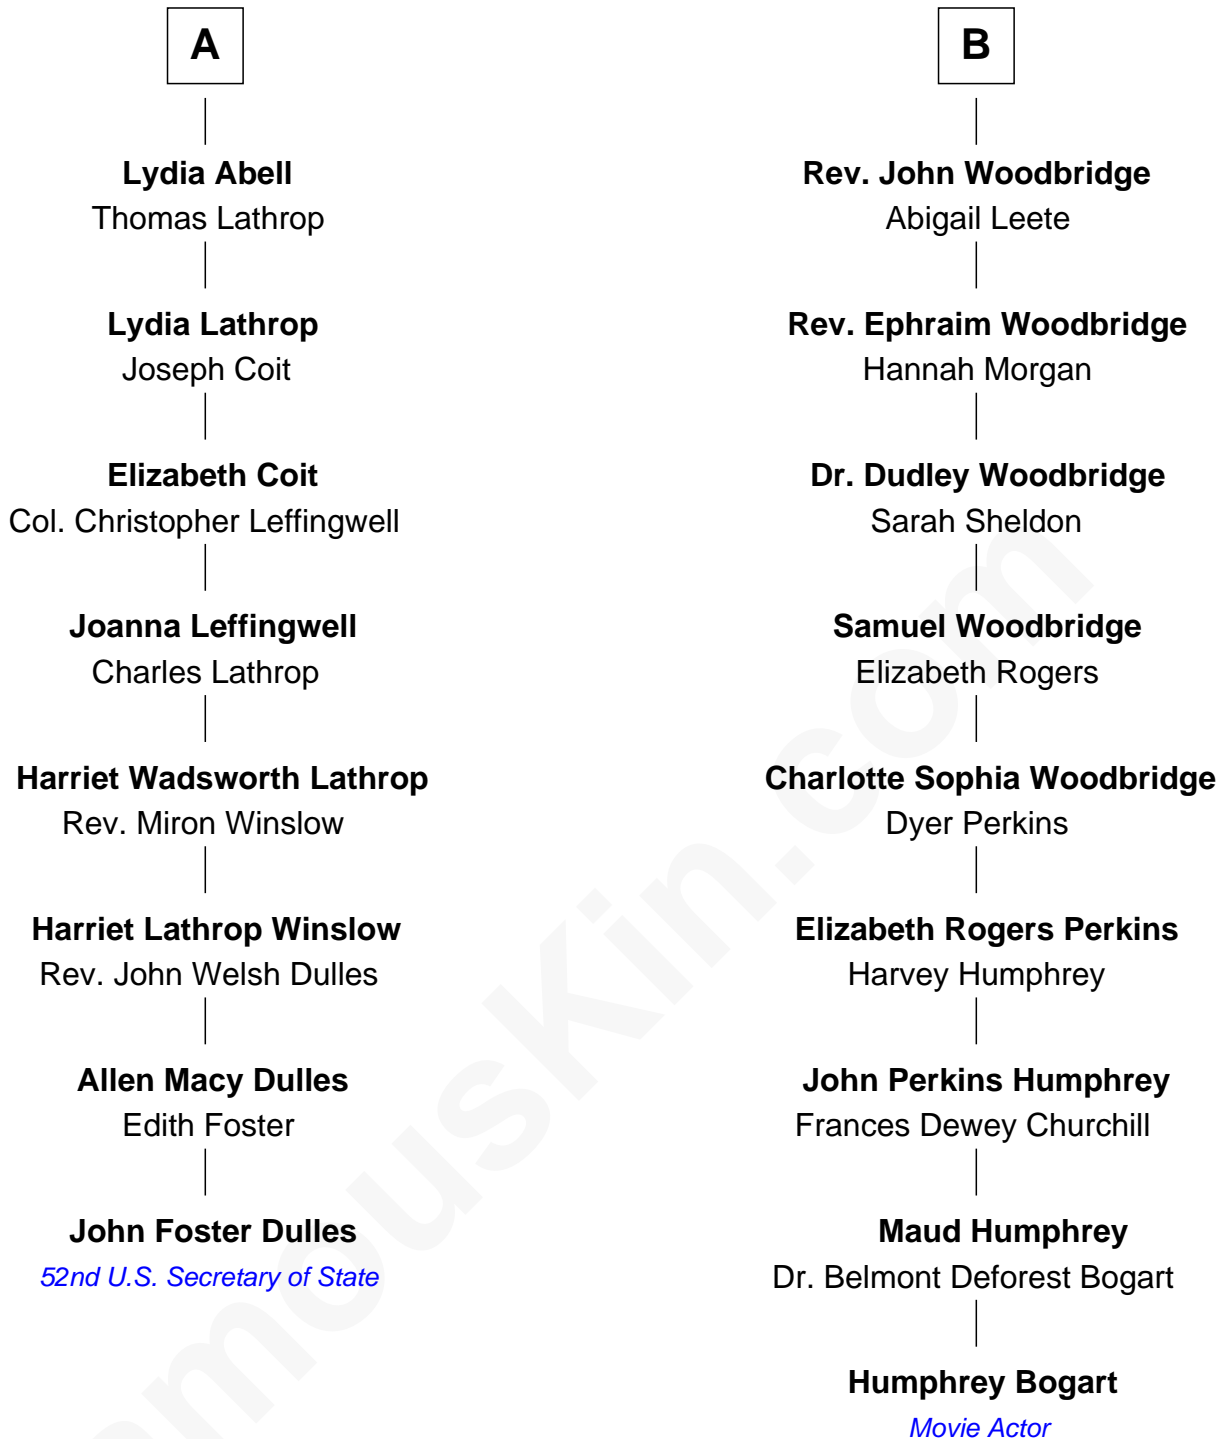 A
Lydia Abell
Thomas Lathrop
Lydia Lathrop
Joseph Coit
Elizabeth Coit
Col. Christopher Leffingwell
Joanna Leffingwell
Charles Lathrop
Harriet Wadsworth Lathrop
Rev. Miron Winslow
Harriet Lathrop Winslow
Rev. John Welsh Dulles
Allen Macy Dulles
Edith Foster
John Foster Dulles
52nd U.S. Secretary of State
B
Rev. John Woodbridge
Abigail Leete
Rev. Ephraim Woodbridge
Hannah Morgan
Dr. Dudley Woodbridge
Sarah Sheldon
Samuel Woodbridge
Elizabeth Rogers
Charlotte Sophia Woodbridge
Dyer Perkins
Elizabeth Rogers Perkins
Harvey Humphrey
John Perkins Humphrey
Frances Dewey Churchill
Maud Humphrey
Dr. Belmont Deforest Bogart
Humphrey Bogart
Movie Actor
amousKin.com